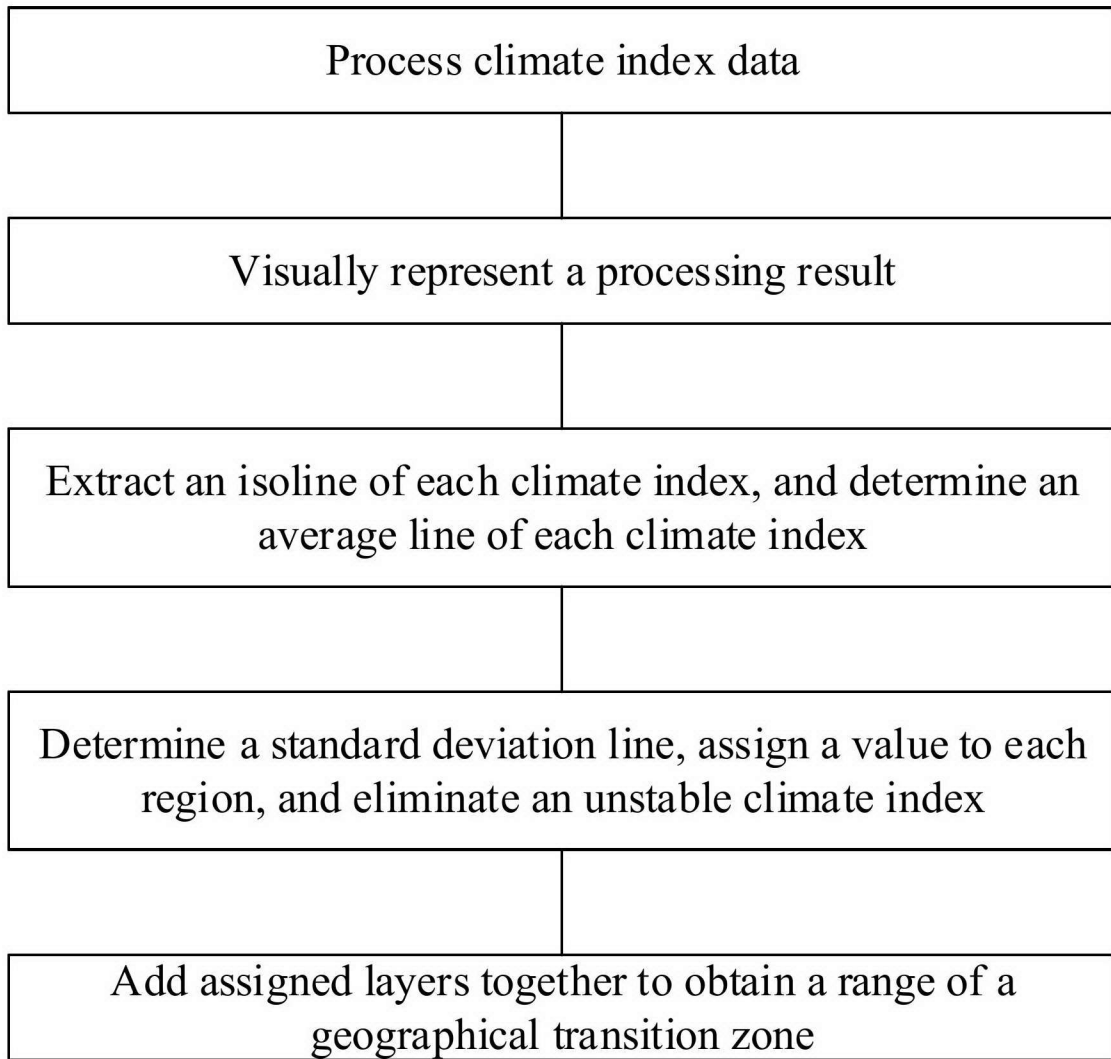 Process climate index data
Visually represent a processing result
Extract an isoline of each climate index, and determine an
average line of each climate index
Determine a standard deviation line, assign a value to each
region, and eliminate an unstable climate index
Add assigned layers together to obtain a range of a
geographical transition zone